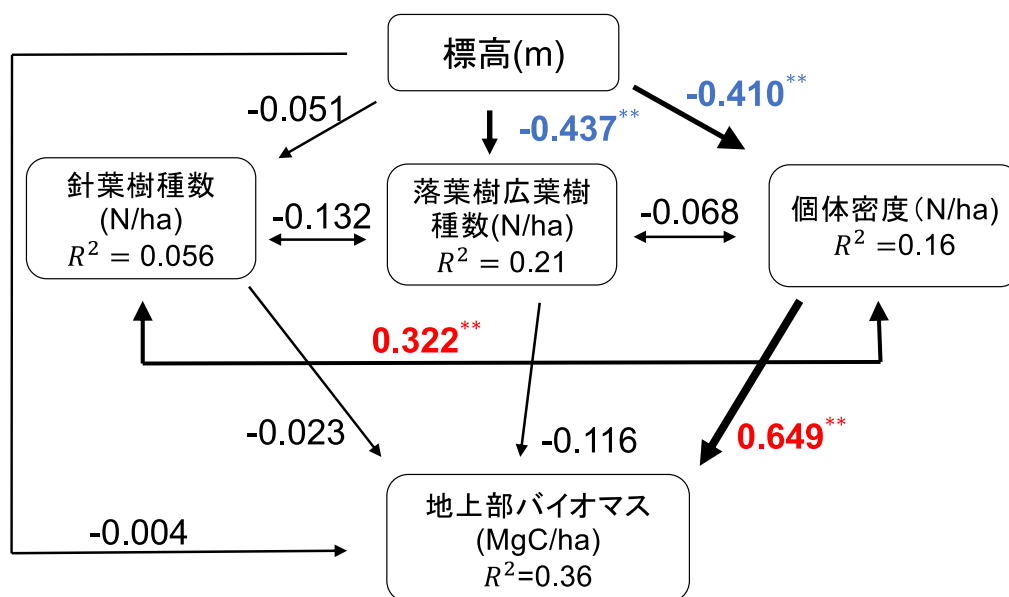 標高(m)
-0.051
-0.437**
-0.410**
針葉樹種数
(N/ha)
R² = 0.056
-0.132
落葉樹広葉樹
種数(N/ha)
R² = 0.21
-0.068
個体密度(N/ha)
R² =0.16
0.322**
-0.023
-0.116
0.649**
-0.004
地上部バイオマス
(MgC/ha)
R²=0.36